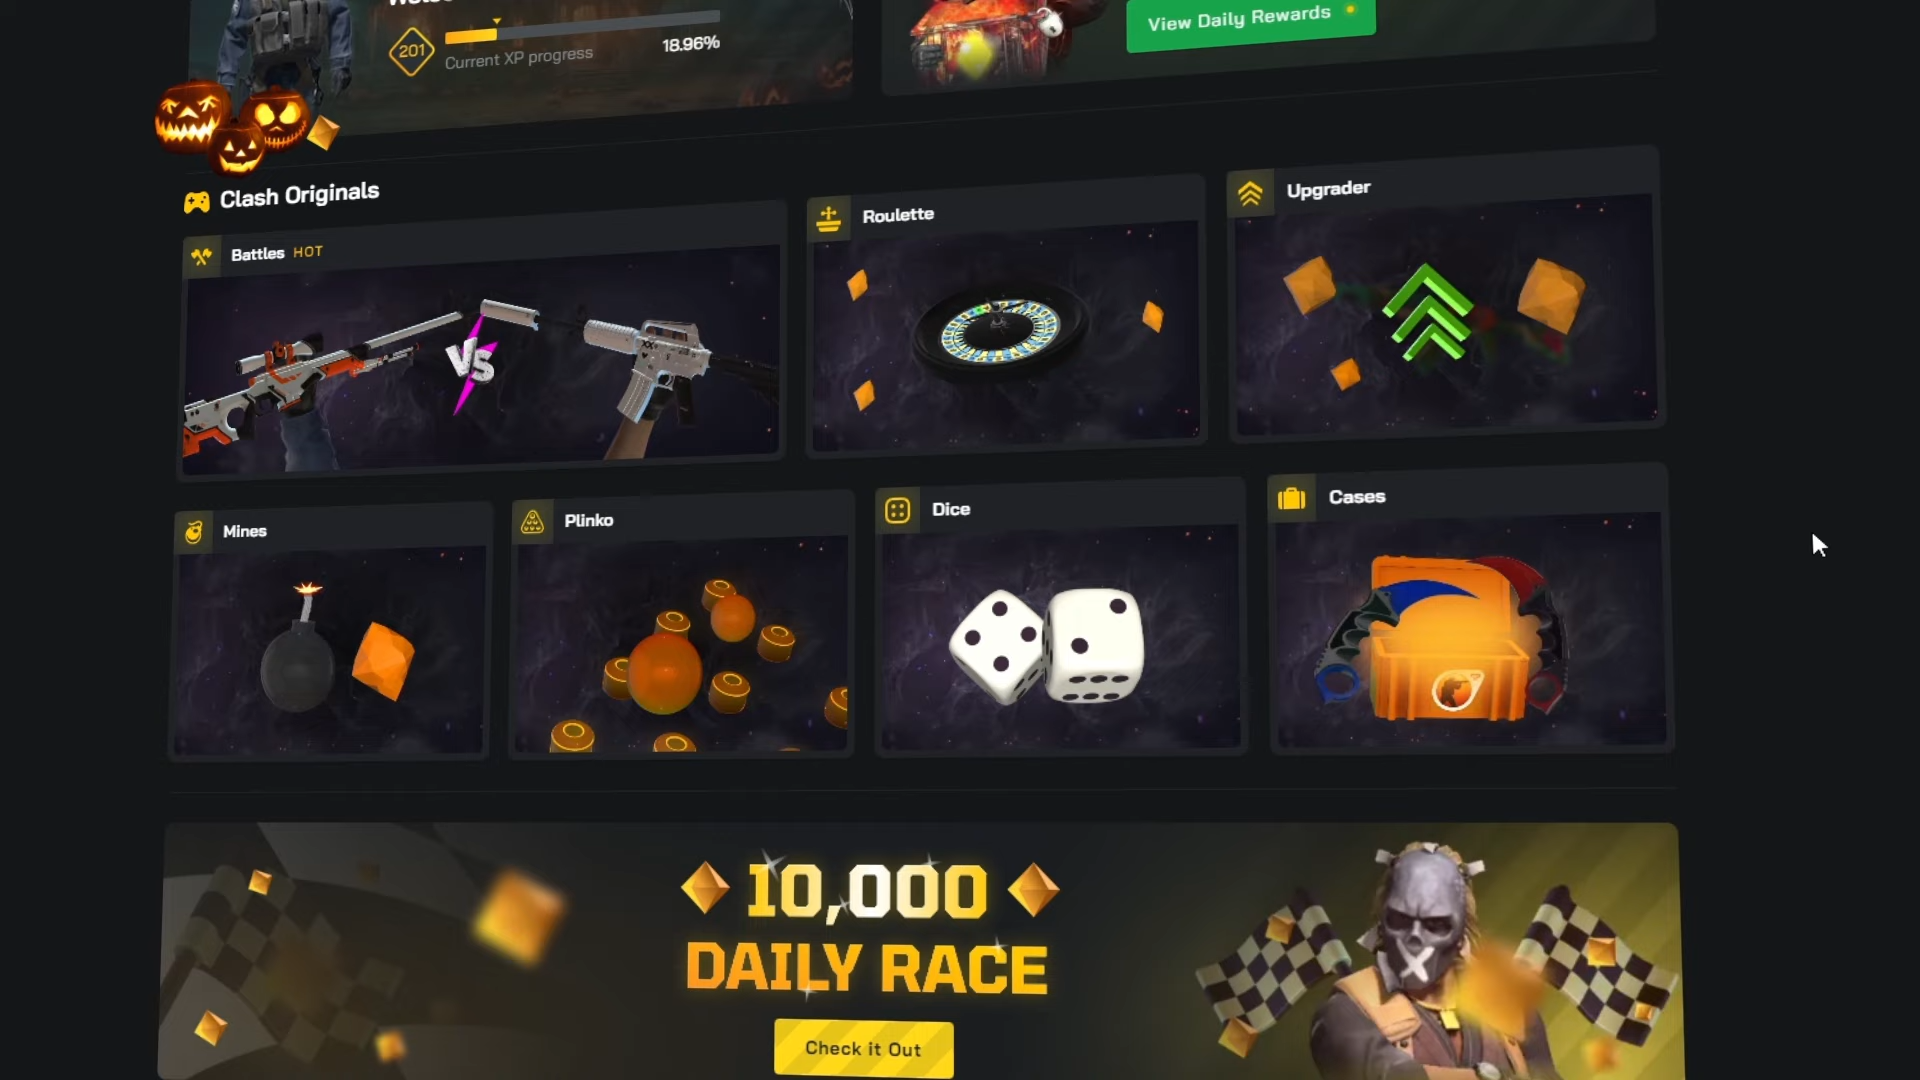 201
Current XP progress
18.96%
View Daily Rewards
Clash Originals
Battles HOT
VS
Roulette
Upgrader
Mines
Plinko
Dice
Cases
10,000
DAILY RACE
Check it Out